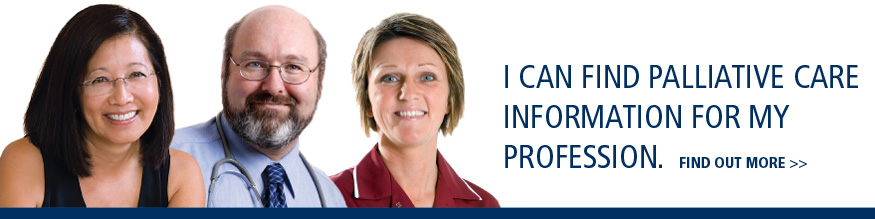 I CAN FIND PALLIATIVE CARE
INFORMATION FOR MY
PROFESSION. FIND OUT MORE >>